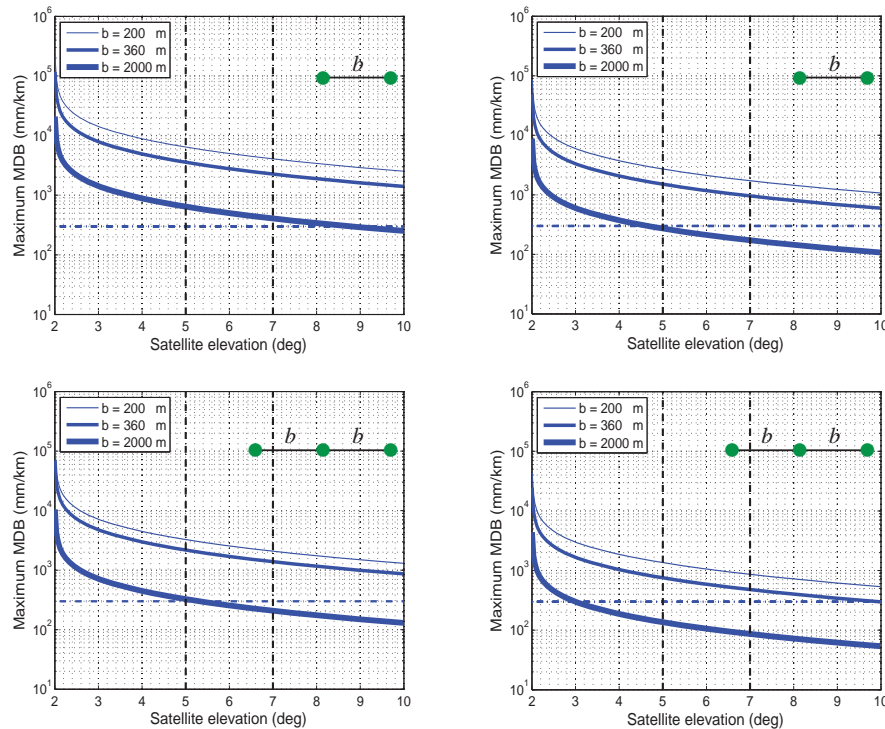 Maximum MDB (mm/km)
10^6
10^5
10^4
10^3
10^2
10^1
b = 200 m
b = 360 m
b = 2000 m
b
2 3 4 5 6 7 8 9 10
Satellite elevation (deg)
Maximum MDB (mm/km)
10^6
10^5
10^4
10^3
10^2
10^1
b = 200 m
b = 360 m
b = 2000 m
b
2 3 4 5 6 7 8 9 10
Satellite elevation (deg)
Maximum MDB (mm/km)
10^6
10^5
10^4
10^3
10^2
10^1
b = 200 m
b = 360 m
b = 2000 m
b b
2 3 4 5 6 7 8 9 10
Satellite elevation (deg)
Maximum MDB (mm/km)
10^6
10^5
10^4
10^3
10^2
10^1
b = 200 m
b = 360 m
b = 2000 m
b b
2 3 4 5 6 7 8 9 10
Satellite elevation (deg)